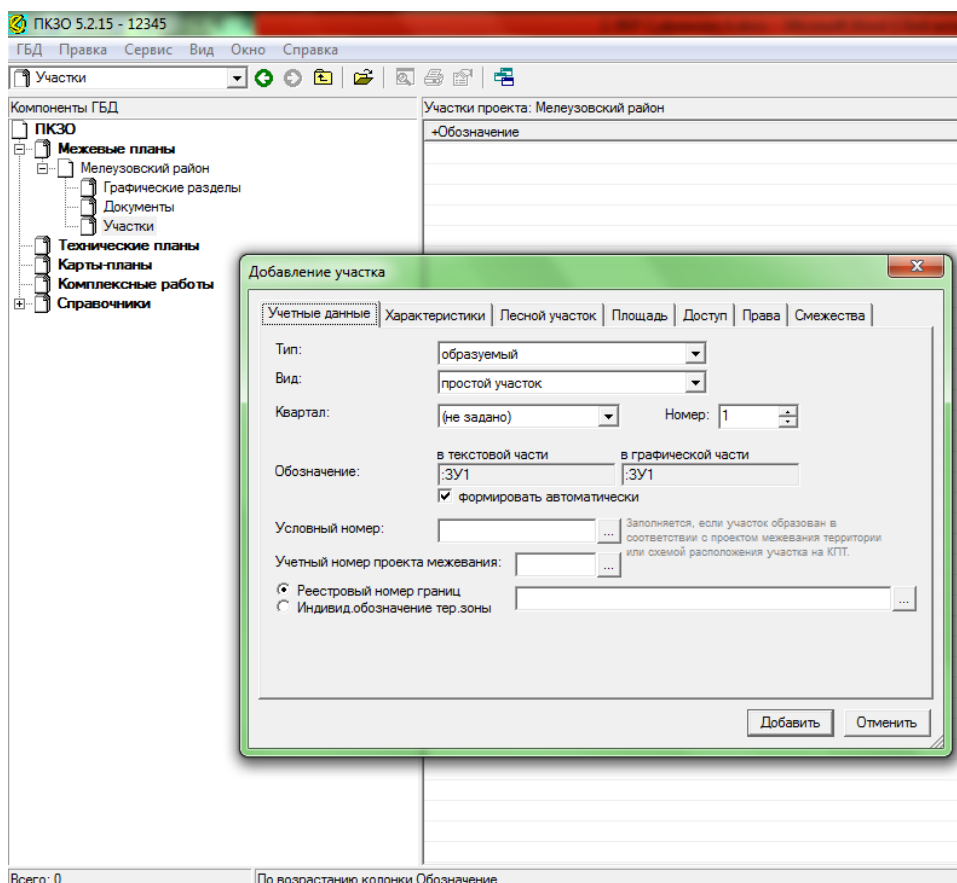 ПКЗО 5.2.15 - 12345
ГБД Правка Сервис Вид Окно Справка
Участки
Компоненты ГБД
Участки проекта: Мелеузовский район
ПКЗО
+Обозначение
Межевые планы
Мелеузовский район
Графические разделы
Документы
Участки
Технические планы
Карты-планы
Комплексные работы
Справочники
Добавление участка
Учетные данные Характеристики Лесной участок Площадь Доступ Права Смежества
Тип: образуемый
Вид: простой участок
Квартал: (не задано) Номер: 1
в текстовой части в графической части
Обозначение: :ЗУ1 :ЗУ1
формировать автоматически
Условный номер: ... Заполняется, если участок образован в
соответствии с проектом межевания территории
или схемой расположения участка на КПТ.
Учетный номер проекта межевания: ...
Реестровый номер границ
Индивид.обозначение тер.зоны ...
Добавить Отменить
Всего: 0 По возрастанию колонки Обозначение